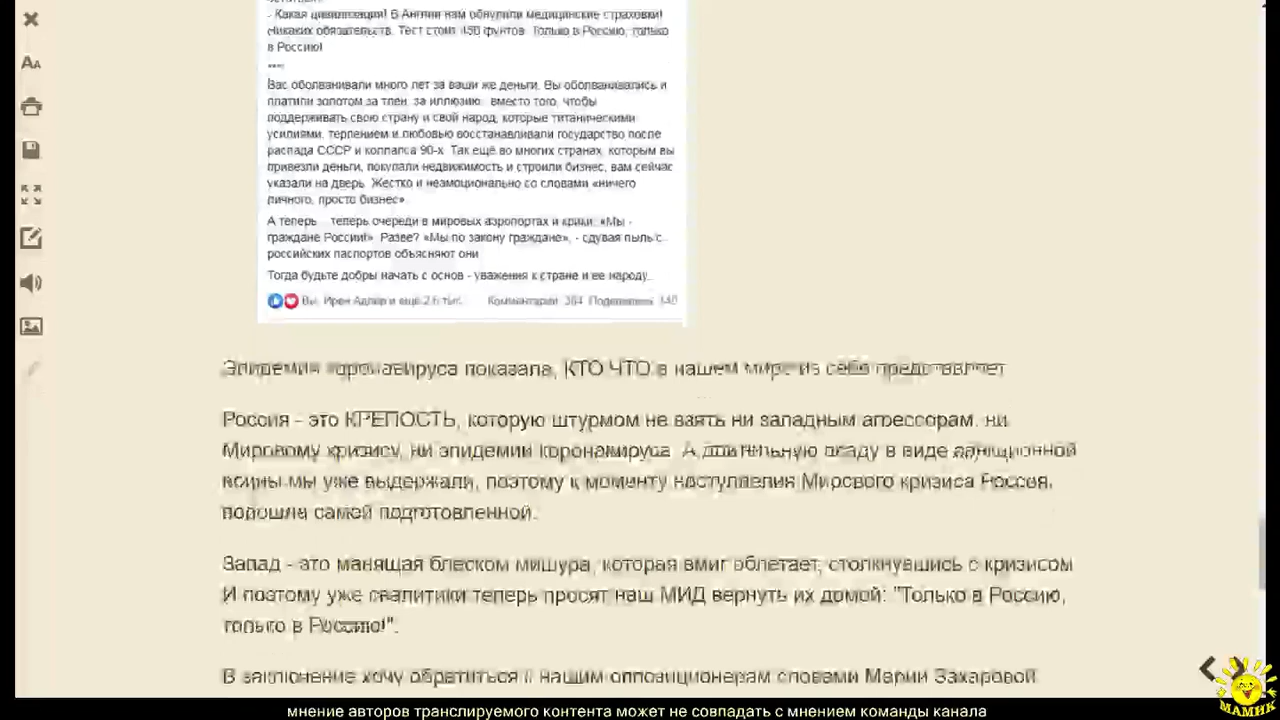 - Какая цивилизация! В Англии нам обнулили медицинские страховки!
Никаких обязательств. Тест стоит 450 фунтов. Только в Россию, только
в Россию!
Вас оболванивали много лет за ваши же деньги. Вы оболванивались и
платили золотом за тлен, за иллюзию вместо того, чтобы
поддерживать свою страну и свой народ, которые титаническими
усилиями, терпением и любовью восстанавливали государство после
распада СССР и коллапса 90-х. Так ещё во многих странах, которым вы
привезли деньги, покупали недвижимость и строили бизнес, вам сейчас
указали на дверь. Жестко и неэмоционально со словами «ничего
личного, просто бизнес».
А теперь... теперь очереди в мировых аэропортах и крики: «Мы -
граждане России!». Разве? «Мы по закону граждане», - сдувая пыль с
российских паспортов объясняют они
Тогда будьте добры начать с основ - уважения к стране и ее народу.
Вы, Ирен Адлер и ещё 2,6 тыс. Комментарии: 384 Поделились: 340
Эпидемия коронавируса показала, КТО ЧТО в нашем мире из себя представляет
Россия - это КРЕПОСТЬ, которую штурмом не взять ни западным агрессорам, ни
Мировому кризису, ни эпидемии коронавируса. А длительную осаду в виде санкционной
войны мы уже выдержали, поэтому к моменту наступления Мирового кризиса Россия,
подошла самой подготовленной.
Запад - это манящая блеском мишура, которая вмиг облетает, столкнувшись с кризисом
И поэтому уже сналитики теперь просят наш МИД вернуть их домой: "Только в Россию,
только в Россию!".
В заключение хочу обратиться к нашим оппозиционерам словами Марии Захаровой
МАМИК
мнение авторов транслируемого контента может не совпадать с мнением команды канала